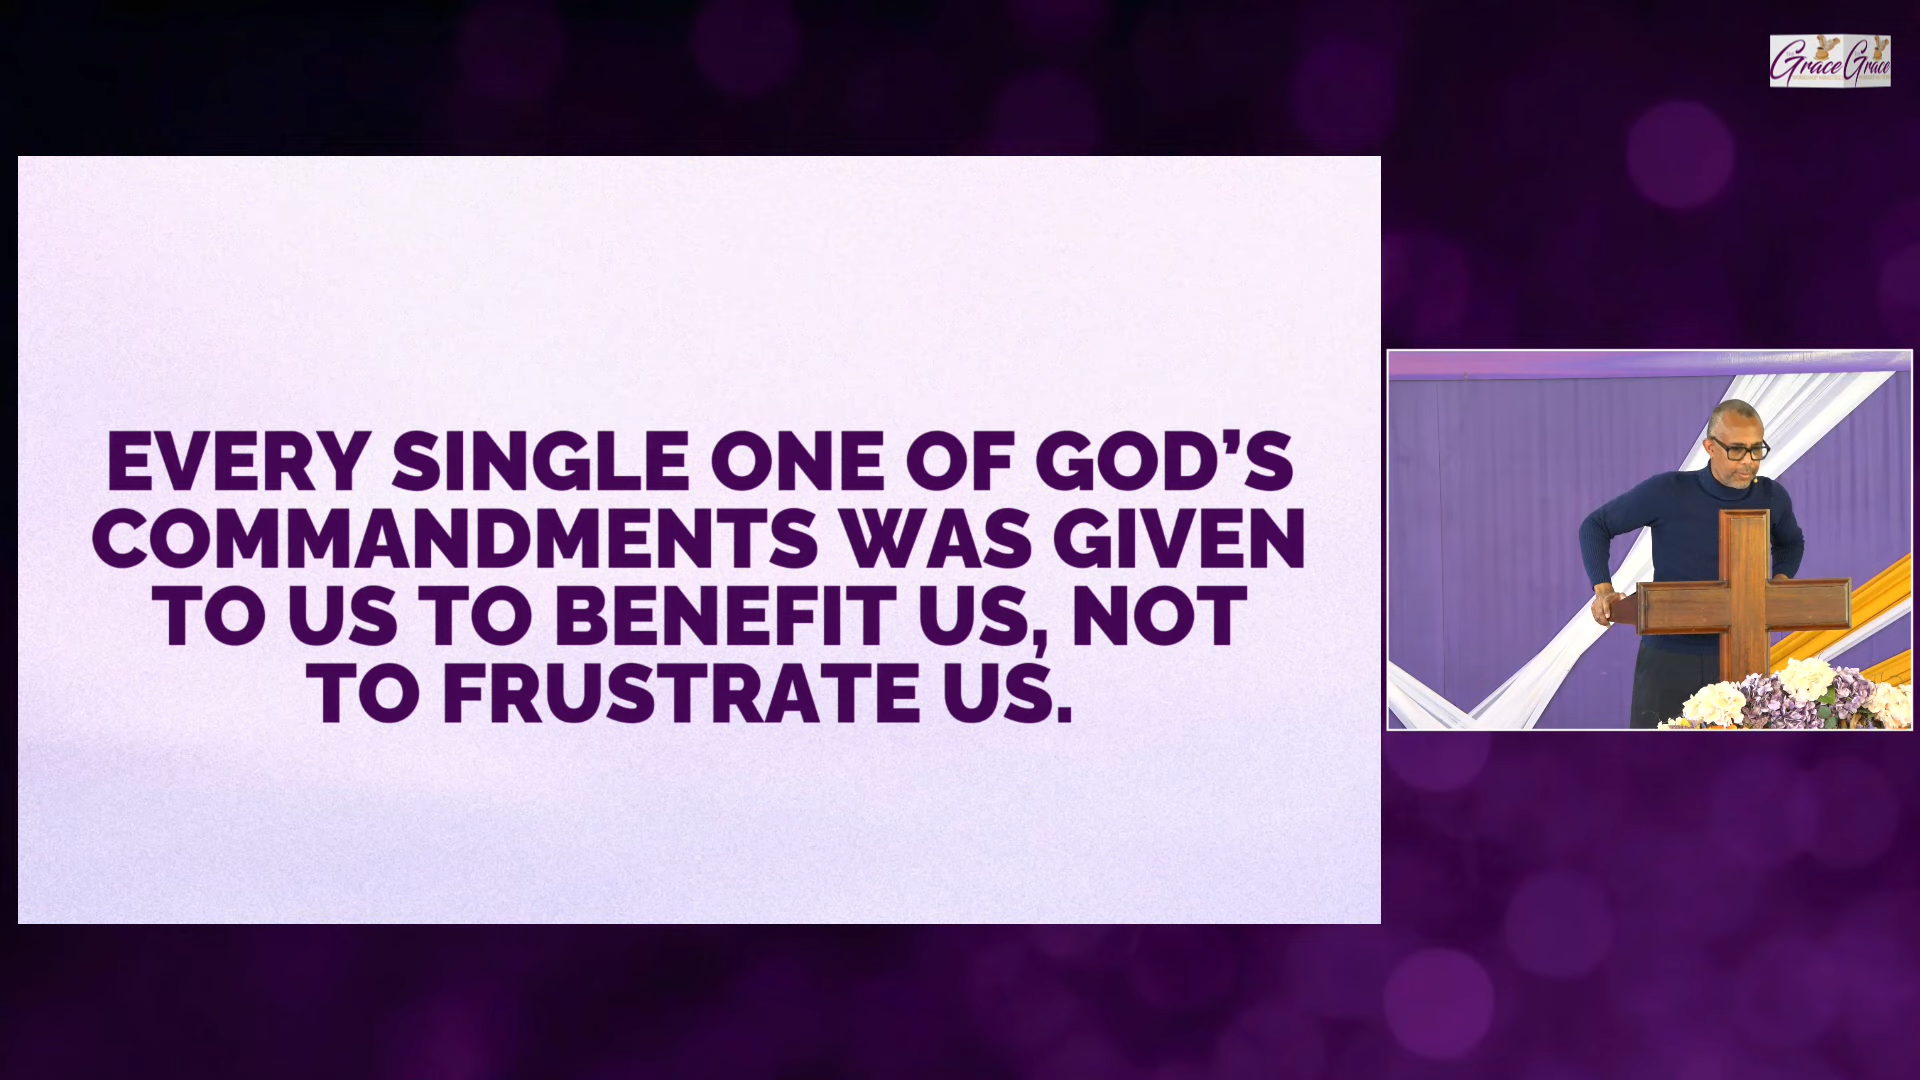 Grace Grace
EVERY SINGLE ONE OF GOD’S
COMMANDMENTS WAS GIVEN
TO US TO BENEFIT US, NOT
TO FRUSTRATE US.